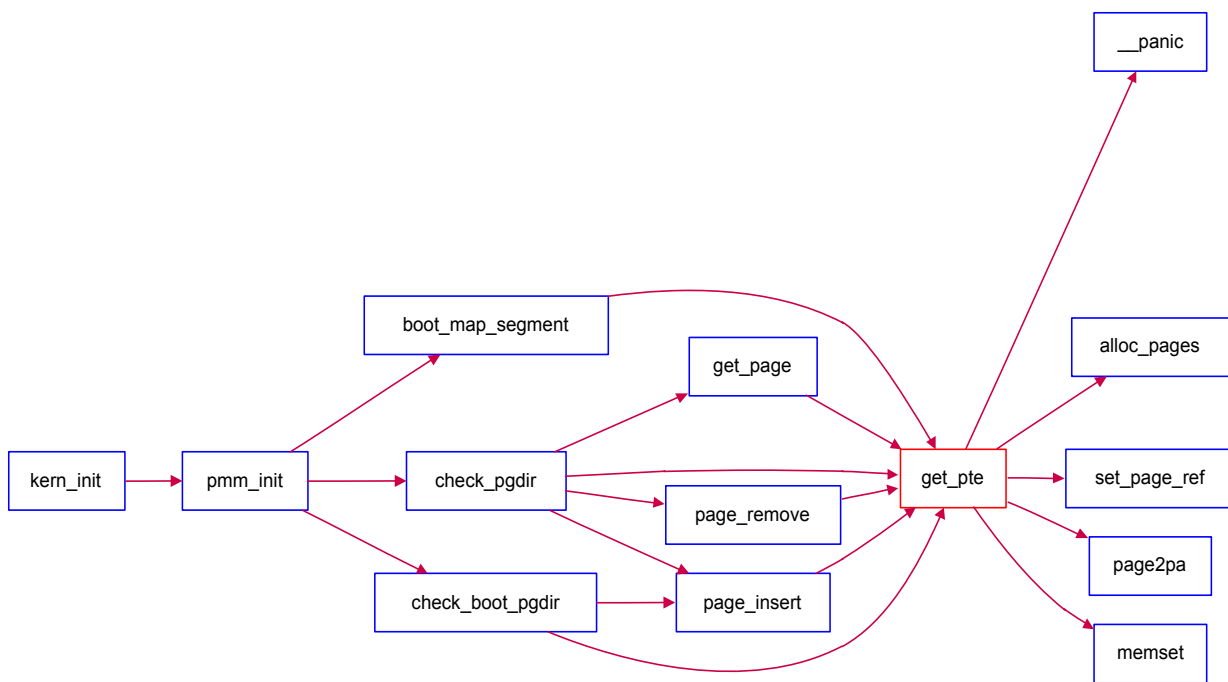 __panic
boot_map_segment
alloc_pages
get_page
kern_init
pmm_init
check_pgdir
get_pte
set_page_ref
page_remove
page2pa
check_boot_pgdir
page_insert
memset